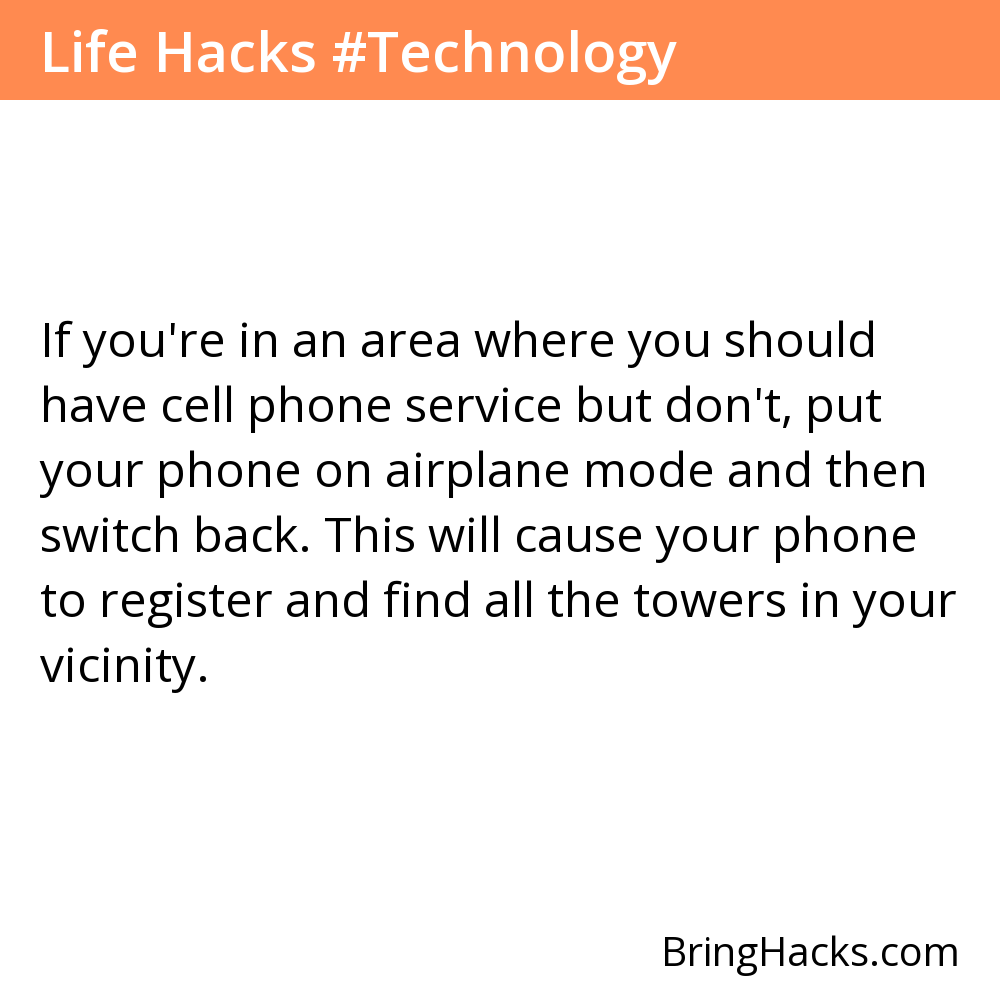 Life Hacks #Technology
If you're in an area where you should
have cell phone service but don't, put
your phone on airplane mode and then
switch back. This will cause your phone
to register and find all the towers in your
vicinity.
BringHacks.com